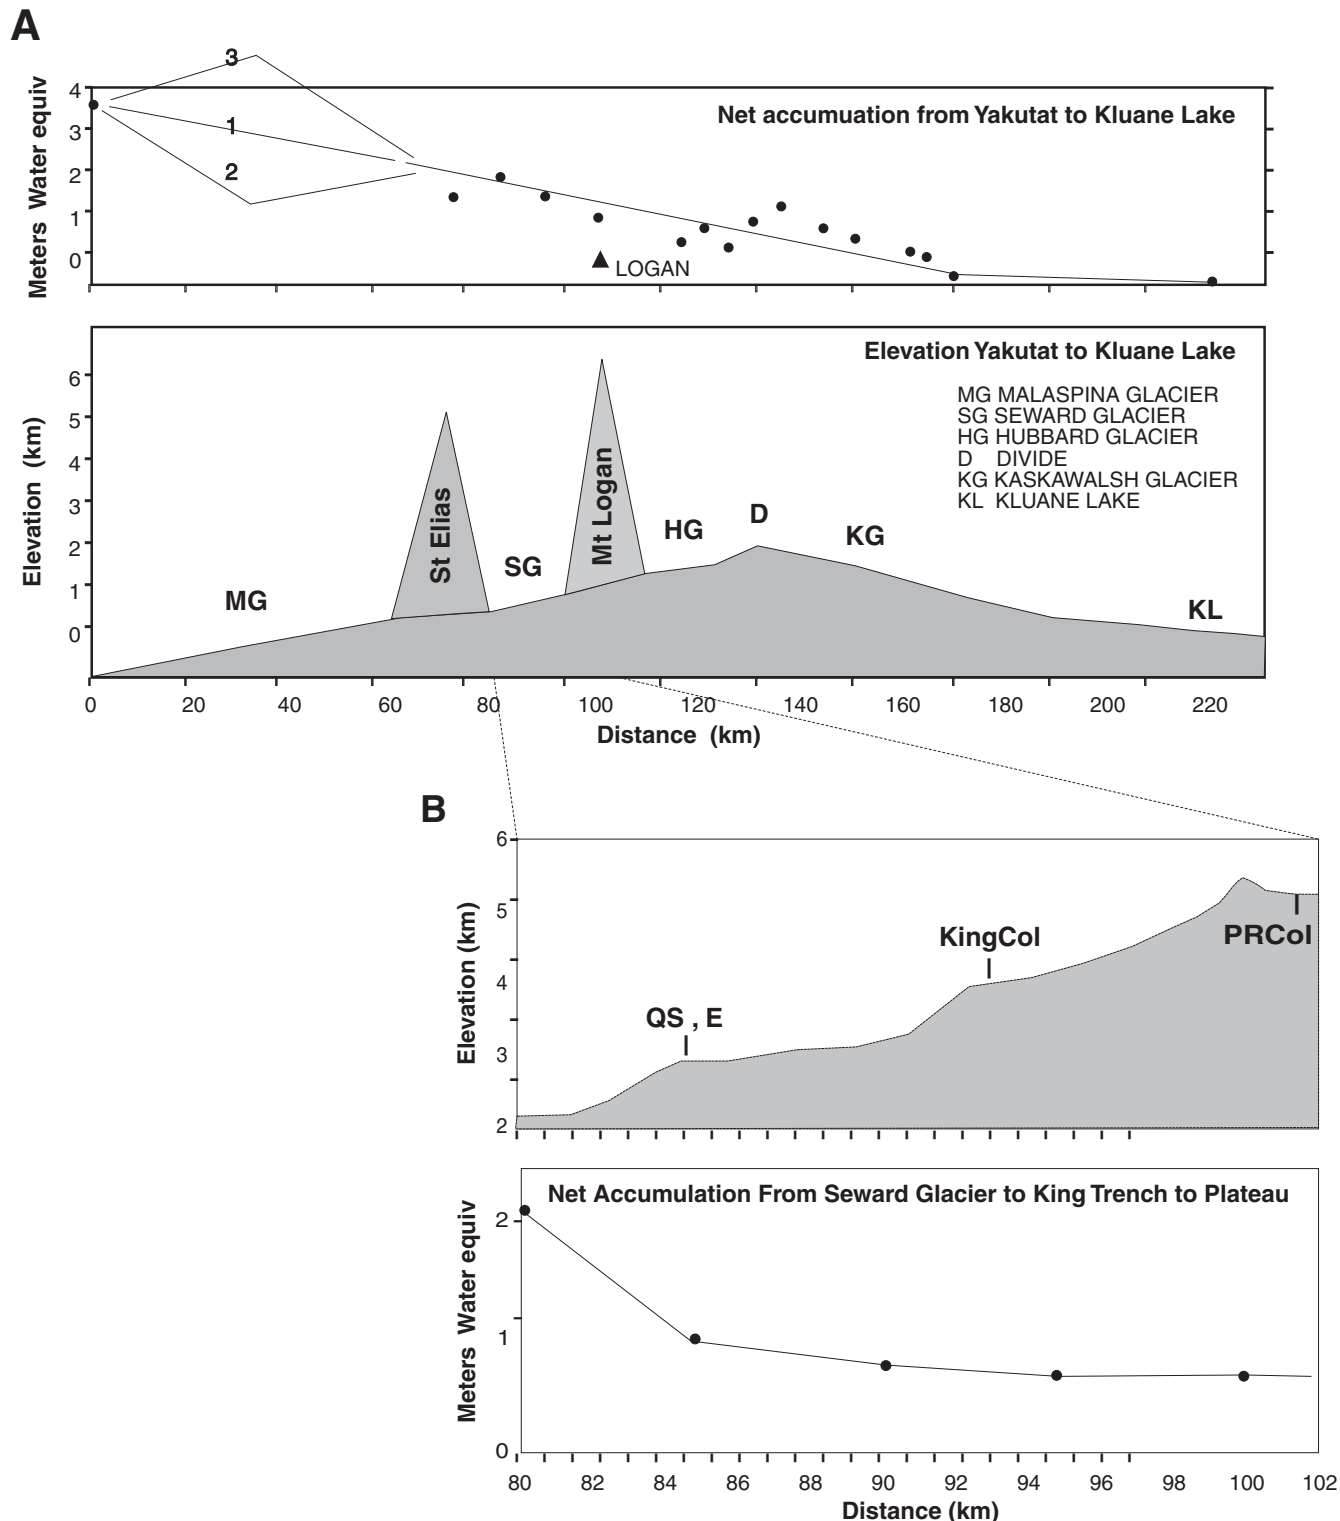 A
3
1
2
4
3
2
1
0
Meters Water equiv
Net accumuation from Yakutat to Kluane Lake
LOGAN
Elevation Yakutat to Kluane Lake
MG MALASPINA GLACIER
SG SEWARD GLACIER
HG HUBBARD GLACIER
D DIVIDE
KG KASKAWALSH GLACIER
KL KLUANE LAKE
6
5
4
3
2
1
0
Elevation (km)
St Elias
Mt Logan
MG
SG
HG
D
KG
KL
0 20 40 60 80 100 120 140 160 180 200 220
Distance (km)
B
6
5
4
3
2
Elevation (km)
QS , E
KingCol
PRCol
Net Accumulation From Seward Glacier to King Trench to Plateau
2
1
0
Meters Water equiv
80 82 84 86 88 90 92 94 96 98 100 102
Distance (km)